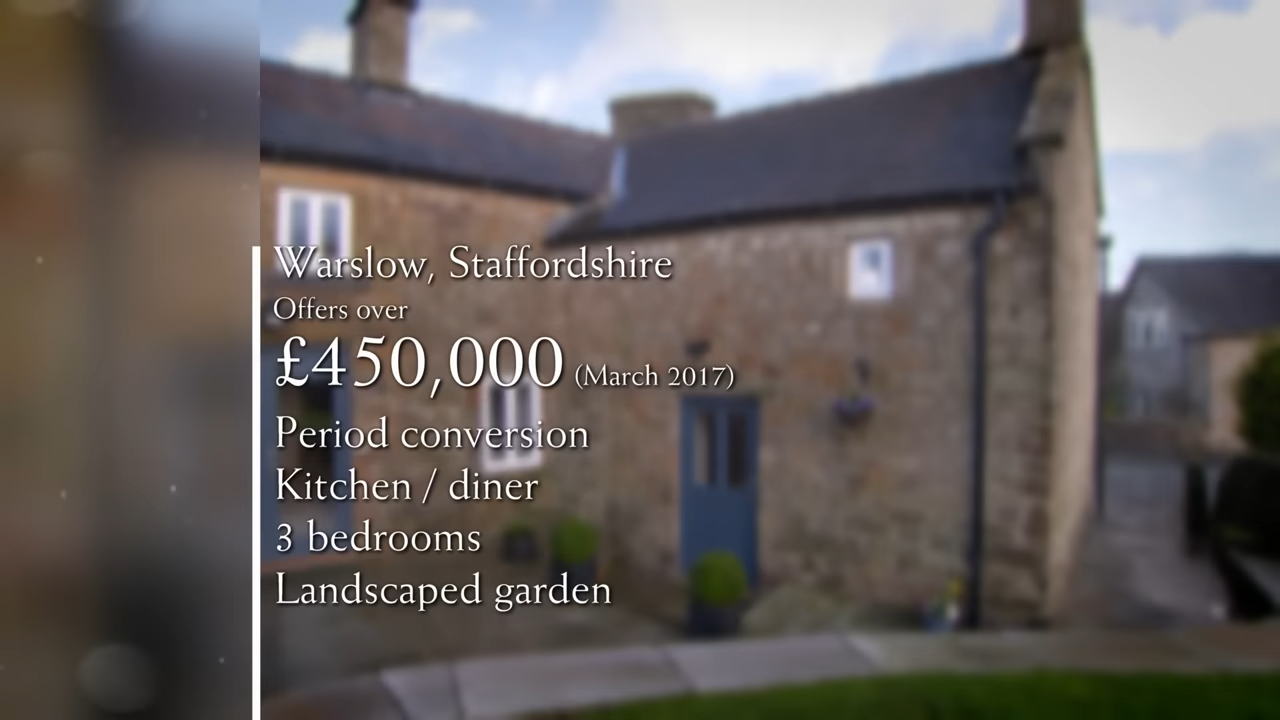 Warslow, Staffordshire
Offers over
£450,000 (March 2017)
Period conversion
Kitchen / diner
3 bedrooms
Landscaped garden